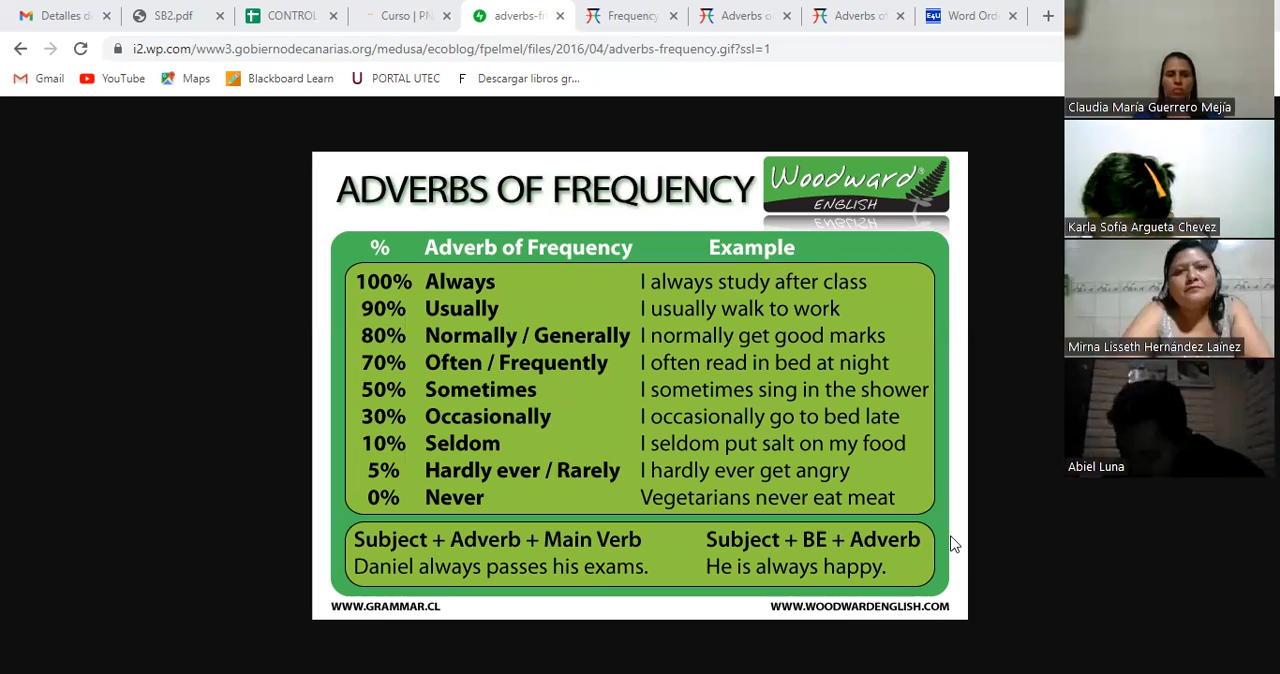 Detalles d
SB2.pdf
CONTROL
Curso | PN
adverbs-fr
Frequency
Adverbs o
Adverbs of
E4U
Word Orde
i2.wp.com/www3.gobiernodecanarias.org/medusa/ecoblog/fpelmel/files/2016/04/adverbs-frequency.gif?ssl=1
Gmail
YouTube
Maps
Blackboard Learn
PORTAL UTEC
Descargar libros gr...
ADVERBS OF FREQUENCY
Woodward®
ENGLISH
% Adverb of Frequency Example
100% Always I always study after class
90% Usually I usually walk to work
80% Normally / Generally I normally get good marks
70% Often / Frequently I often read in bed at night
50% Sometimes I sometimes sing in the shower
30% Occasionally I occasionally go to bed late
10% Seldom I seldom put salt on my food
5% Hardly ever / Rarely I hardly ever get angry
0% Never Vegetarians never eat meat
Subject + Adverb + Main Verb
Daniel always passes his exams.
Subject + BE + Adverb
He is always happy.
WWW.GRAMMAR.CL
WWW.WOODWARDENGLISH.COM
Claudia María Guerrero Mejía
Karla Sofía Argueta Chevez
Mirna Lisseth Hernández Laínez
Abiel Luna